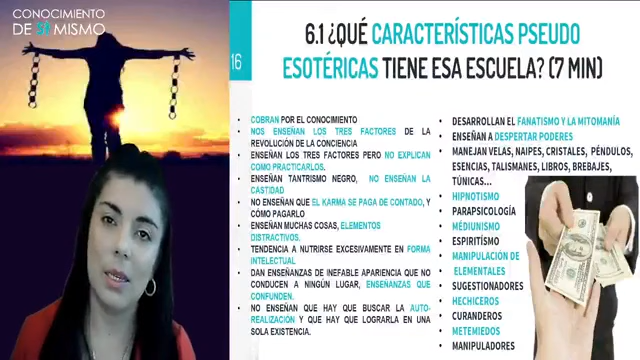 CONOCIMIENTO
DE SÍ MISMO
16
6.1 ¿QUÉ CARACTERÍSTICAS PSEUDO
ESOTÉRICAS TIENE ESA ESCUELA? (7 MIN)
• COBRAN POR EL CONOCIMIENTO
• NOS ENSEÑAN LOS TRES FACTORES DE LA
REVOLUCIÓN DE LA CONCIENCIA
• ENSEÑAN LOS TRES FACTORES PERO NO EXPLICAN
COMO PRACTICARLOS.
• ENSEÑAN TANTRISMO NEGRO, NO ENSEÑAN LA
CASTIDAD
• NO ENSEÑAN QUE EL KARMA SE PAGA DE CONTADO, Y
CÓMO PAGARLO
• ENSEÑAN MUCHAS COSAS, ELEMENTOS
DISTRACTIVOS.
• TENDENCIA A NUTRIRSE EXCESIVAMENTE EN FORMA
INTELECTUAL
• DAN ENSEÑANZAS DE INEFABLE APARIENCIA QUE NO
CONDUCEN A NINGÚN LUGAR, ENSEÑANZAS QUE
CONFUNDEN.
• NO ENSEÑAN QUE HAY QUE BUSCAR LA AUTO-
REALIZACIÓN Y QUE HAY QUE LOGRARLA EN UNA
SOLA EXISTENCIA.
• DESARROLLAN EL FANATISMO Y LA MITOMANÍA
• ENSEÑAN A DESPERTAR PODERES
• MANEJAN VELAS, NAIPES, CRISTALES, PÉNDULOS,
ESENCIAS, TALISMANES, LIBROS, BREBAJES,
TÚNICAS...
• HIPNOTISMO
• PARAPSICOLOGÍA
• MÉDIUNISMO
• ESPIRITÍSMO
• MANIPULACIÓN DE
• ELEMENTALES
• SUGESTIONADORES
• HECHICEROS
• CURANDEROS
• METEMIEDOS
• MANIPULADORES